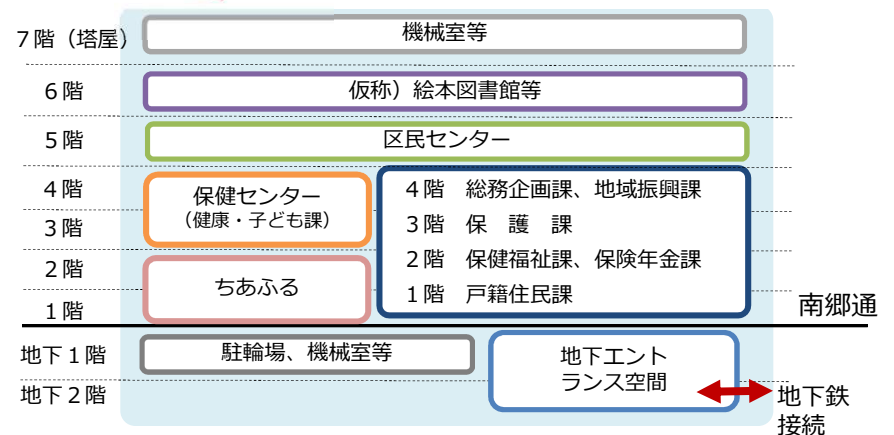 7階（塔屋）
機械室等
6階
仮称）絵本図書館等
5階
区民センター
4階
3階
保健センター
（健康・子ども課）
4階　総務企画課、地域振興課
3階　保　護　課
2階　保健福祉課、保険年金課
1階　戸籍住民課
2階
1階
ちあふる
南郷通
地下1階
駐輪場、機械室等
地下エント
ランス空間
地下2階
地下鉄
接続